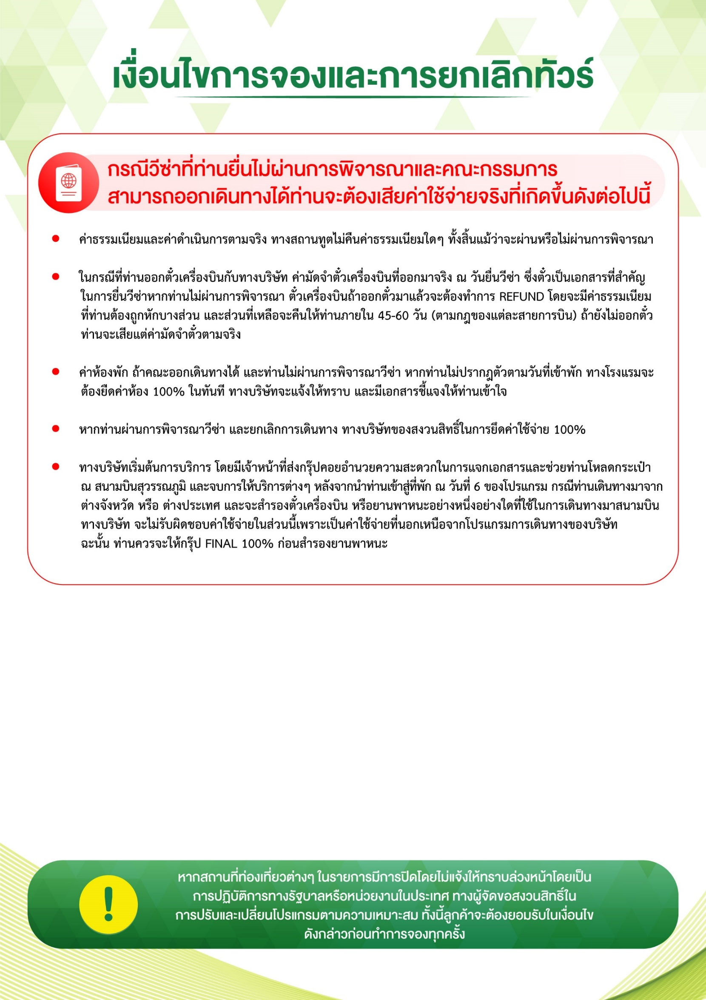 เงื่อนไขการจองและการยกเลิกทัวร์
กรณีวีซ่าที่ท่านยื่นไม่ผ่านการพิจารณาและคณะกรรมการ
สามารถออกเดินทางได้ท่านจะต้องเสียค่าใช้จ่ายจริงที่เกิดขึ้นดังต่อไปนี้
● ค่าธรรมเนียมและค่าดำเนินการตามจริง ทางสถานทูตไม่คืนค่าธรรมเนียมใดๆ ทั้งสิ้นแม้ว่าจะผ่านหรือไม่ผ่านการพิจารณา
● ในกรณีที่ท่านออกตั๋วเครื่องบินกับทางบริษัท ค่ามัดจำตั๋วเครื่องบินที่ออกมาจริง ณ วันยื่นวีซ่า ซึ่งตั๋วเป็นเอกสารที่สำคัญ
ในการยื่นวีซ่าหากท่านไม่ผ่านการพิจารณา ตั๋วเครื่องบินถ้าออกตั๋วมาแล้วจะต้องทำการ REFUND โดยจะมีค่าธรรมเนียม
ที่ท่านต้องถูกหักบางส่วน และส่วนที่เหลือจะคืนให้ท่านภายใน 45-60 วัน (ตามกฎของแต่ละสายการบิน) ถ้ายังไม่ออกตั๋ว
ท่านจะเสียแต่ค่ามัดจำตั๋วตามจริง
● ค่าห้องพัก ถ้าคณะออกเดินทางได้ และท่านไม่ผ่านการพิจารณาวีซ่า หากท่านไม่ปรากฎตัวตามวันที่เข้าพัก ทางโรงแรมจะ
ต้องยืดค่าห้อง 100% ในทันที ทางบริษัทจะแจ้งให้ทราบ และมีเอกสารชี้แจงให้ท่านเข้าใจ
● หากท่านผ่านการพิจารณาวีซ่า และยกเลิกการเดินทาง ทางบริษัทของสงวนสิทธิ์ในการยึดค่าใช้จ่าย 100%
● ทางบริษัทเริ่มต้นการบริการ โดยมีเจ้าหน้าที่ส่งกรุ๊ปคอยอำนวยความสะดวกในการแจกเอกสารและช่วยท่านโหลดกระเป๋า
ณ สนามบินสุวรรณภูมิ และจบการให้บริการต่างๆ หลังจากนำท่านเข้าสู่ที่พัก ณ วันที่ 6 ของโปรแกรม กรณีท่านเดินทางมาจาก
ต่างจังหวัด หรือ ต่างประเทศ และจะสำรองตั๋วเครื่องบิน หรือยานพาหนะอย่างหนึ่งอย่างใดที่ใช้ในการเดินทางมาสนามบิน
ทางบริษัท จะไม่รับผิดชอบค่าใช้จ่ายในส่วนนี้เพราะเป็นค่าใช้จ่ายที่นอกเหนือจากโปรแกรมการเดินทางของบริษัท
ฉะนั้น ท่านควรจะให้กรุ๊ป FINAL 100% ก่อนสำรองยานพาหนะ
หากสถานที่ท่องเที่ยวต่างๆ ในรายการมีการปิดโดยไม่แจ้งให้ทราบล่วงหน้าโดยเป็น
การปฏิบัติการทางรัฐบาลหรือหน่วยงานในประเทศ ทางผู้จัดขอสงวนสิทธิ์ใน
การปรับและเปลี่ยนโปรแกรมตามความเหมาะสม ทั้งนี้ลูกค้าจะต้องยอมรับในเงื่อนไข
ดังกล่าวก่อนทำการจองทุกครั้ง